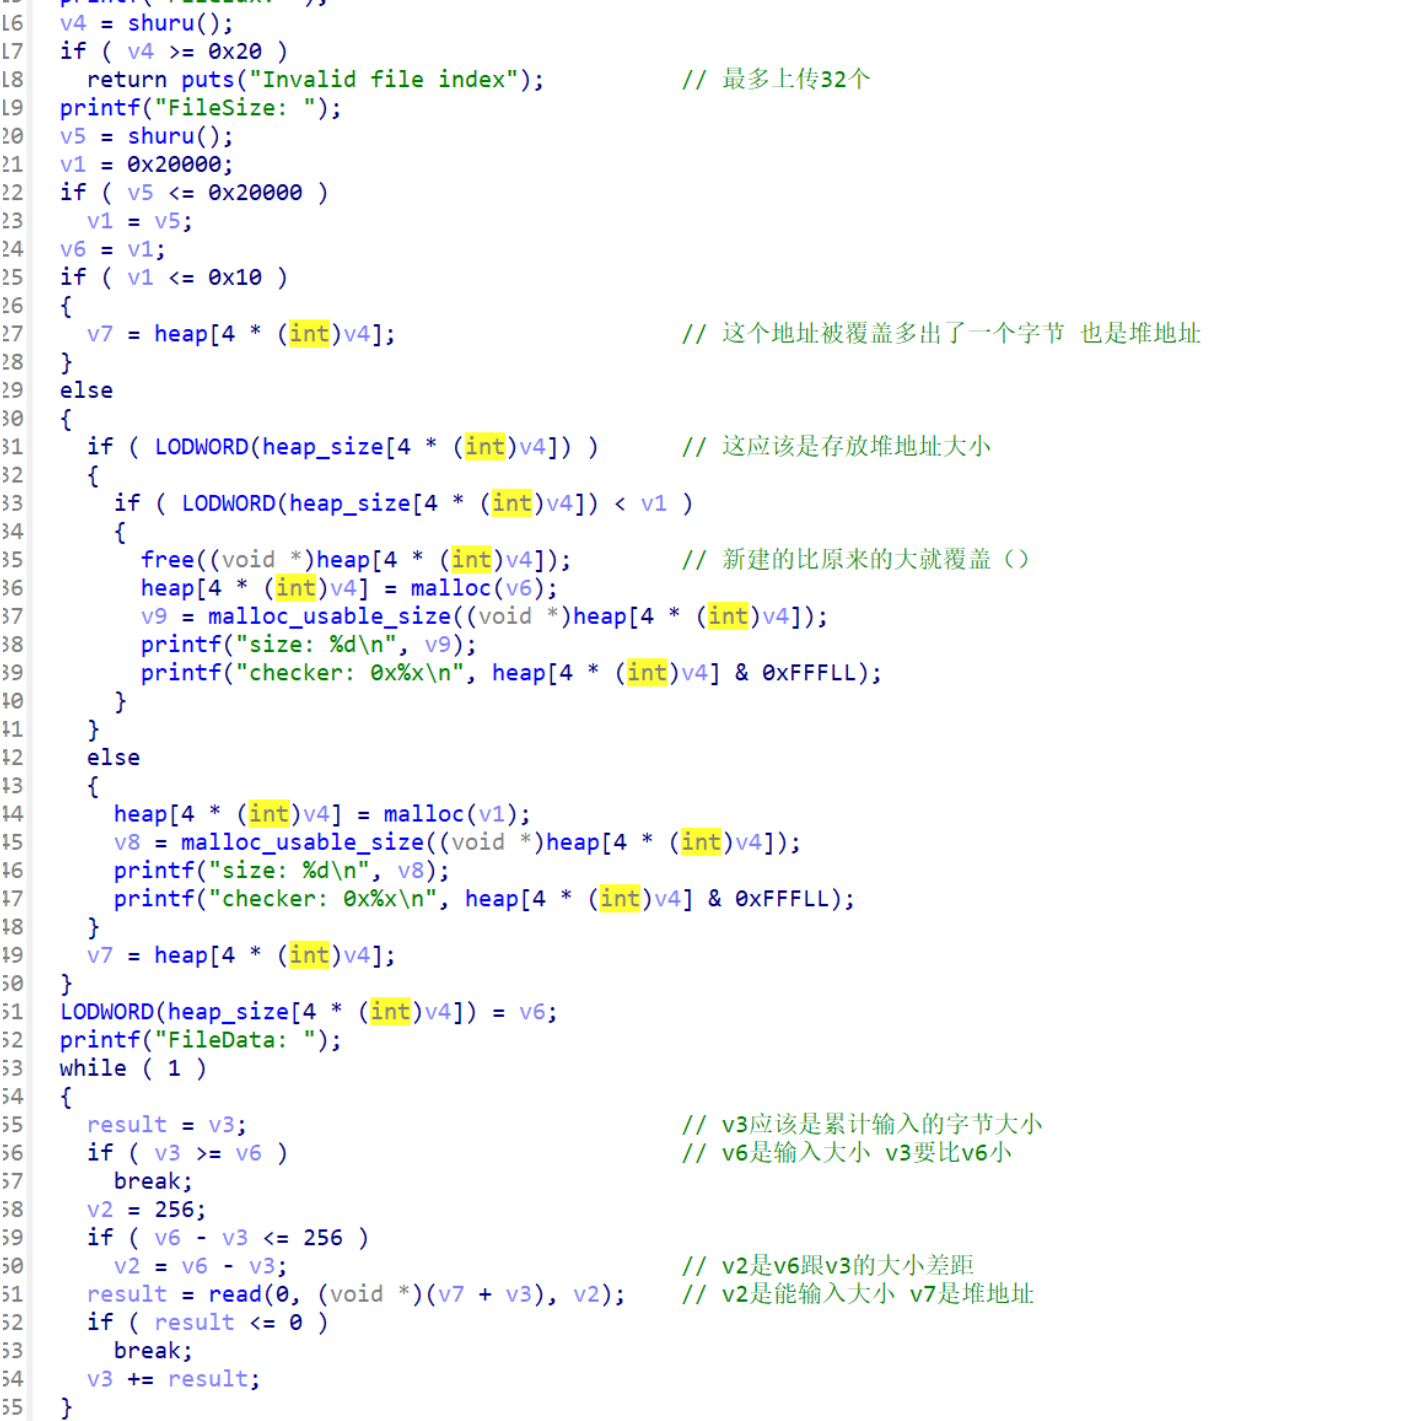 printf("FileIdx: ");
16 v4 = shuru();
17 if ( v4 >= 0x20 )
18 return puts("Invalid file index"); // 最多上传32个
19 printf("FileSize: ");
20 v5 = shuru();
21 v1 = 0x20000;
22 if ( v5 <= 0x20000 )
23 v1 = v5;
24 v6 = v1;
25 if ( v1 <= 0x10 )
26 {
27 v7 = heap[4 * (int)v4]; // 这个地址被覆盖多出了一个字节 也是堆地址
28 }
29 else
30 {
31 if ( LODWORD(heap_size[4 * (int)v4]) ) // 这应该是存放堆地址大小
32 {
33 if ( LODWORD(heap_size[4 * (int)v4]) < v1 )
34 {
35 free((void *)heap[4 * (int)v4]); // 新建的比原来的大就覆盖（）
36 heap[4 * (int)v4] = malloc(v6);
37 v9 = malloc_usable_size((void *)heap[4 * (int)v4]);
38 printf("size: %d\n", v9);
39 printf("checker: 0x%x\n", heap[4 * (int)v4] & 0xFFFLL);
40 }
41 }
42 else
43 {
44 heap[4 * (int)v4] = malloc(v1);
45 v8 = malloc_usable_size((void *)heap[4 * (int)v4]);
46 printf("size: %d\n", v8);
47 printf("checker: 0x%x\n", heap[4 * (int)v4] & 0xFFFLL);
48 }
49 v7 = heap[4 * (int)v4];
50 }
51 LODWORD(heap_size[4 * (int)v4]) = v6;
52 printf("FileData: ");
53 while ( 1 )
54 {
55 result = v3; // v3应该是累计输入的字节大小
56 if ( v3 >= v6 ) // v6是输入大小 v3要比v6小
57 break;
58 v2 = 256;
59 if ( v6 - v3 <= 256 )
60 v2 = v6 - v3; // v2是v6跟v3的大小差距
61 result = read(0, (void *)(v7 + v3), v2); // v2是能输入大小 v7是堆地址
62 if ( result <= 0 )
63 break;
64 v3 += result;
65 }